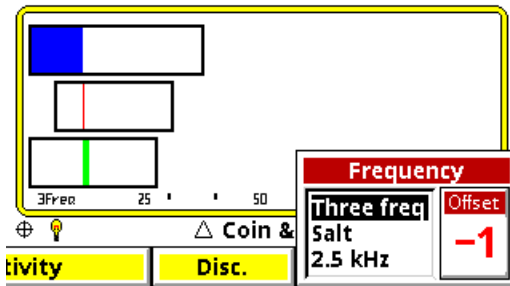 3Freq 25 50
Frequency
Three freq
Salt
2.5 kHz
Offset
-1
Coin &
tivity
Disc.